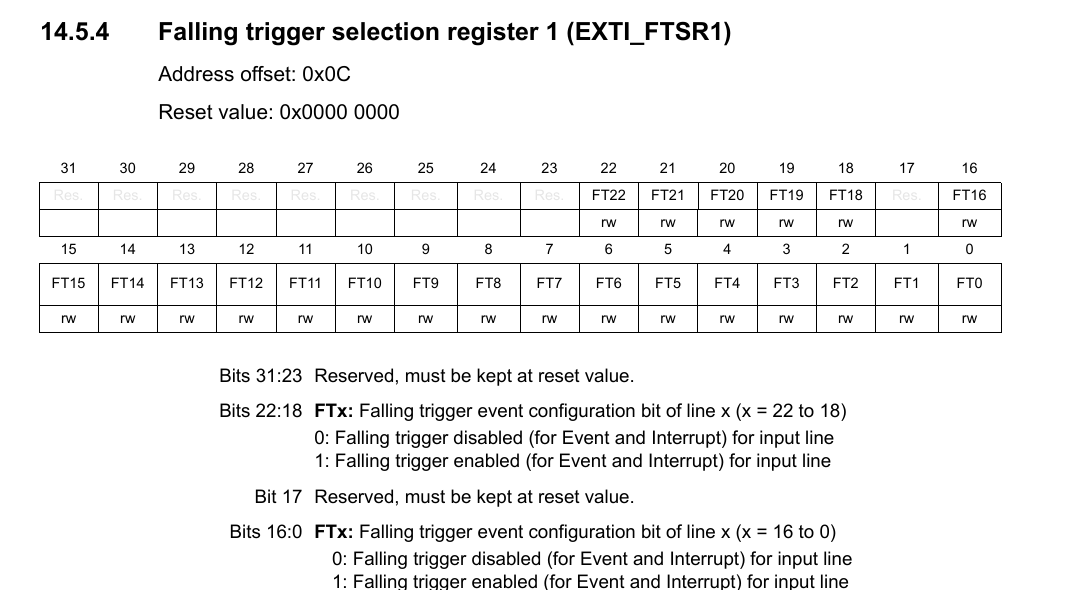 14.5.4 Falling trigger selection register 1 (EXTI_FTSR1)
Address offset: 0x0C
Reset value: 0x0000 0000
31 30 29 28 27 26 25 24 23 22 21 20 19 18 17 16
Res. Res. Res. Res. Res. Res. Res. Res. Res. FT22 FT21 FT20 FT19 FT18 Res. FT16
rw rw rw rw rw rw
15 14 13 12 11 10 9 8 7 6 5 4 3 2 1 0
FT15 FT14 FT13 FT12 FT11 FT10 FT9 FT8 FT7 FT6 FT5 FT4 FT3 FT2 FT1 FT0
rw rw rw rw rw rw rw rw rw rw rw rw rw rw rw rw
Bits 31:23 Reserved, must be kept at reset value.
Bits 22:18 FTx: Falling trigger event configuration bit of line x (x = 22 to 18)
0: Falling trigger disabled (for Event and Interrupt) for input line
1: Falling trigger enabled (for Event and Interrupt) for input line
Bit 17 Reserved, must be kept at reset value.
Bits 16:0 FTx: Falling trigger event configuration bit of line x (x = 16 to 0)
0: Falling trigger disabled (for Event and Interrupt) for input line
1: Falling trigger enabled (for Event and Interrupt) for input line